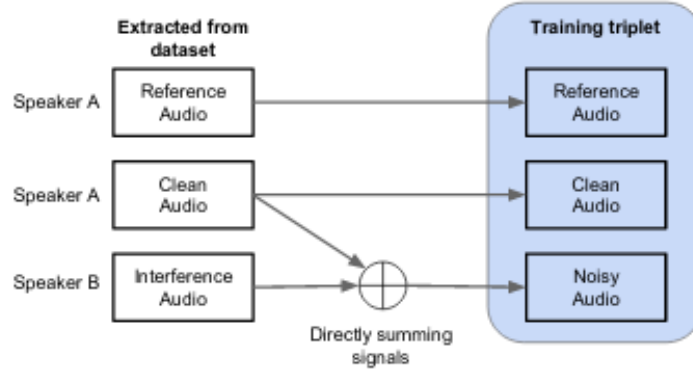 Extracted from
dataset
Training triplet
Speaker A
Reference
Audio
Reference
Audio
Speaker A
Clean
Audio
Clean
Audio
Speaker B
Interference
Audio
Noisy
Audio
Directly summing
signals